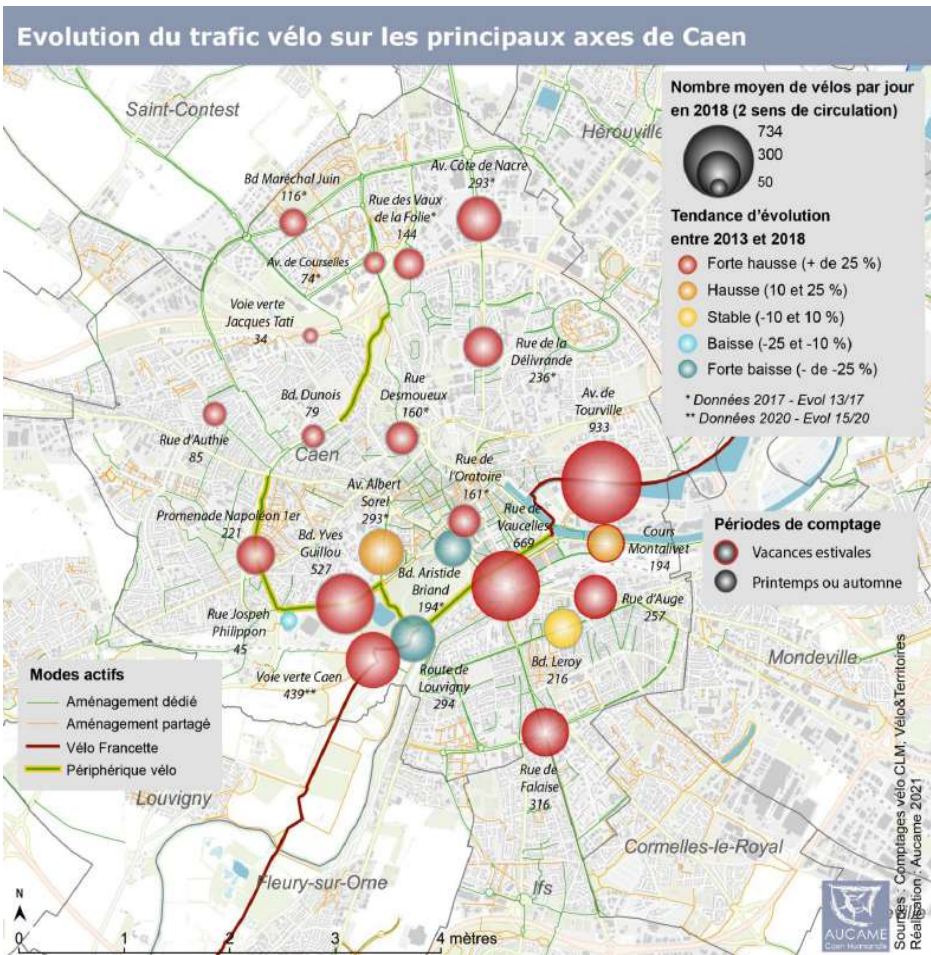 Evolution du trafic vélo sur les principaux axes de Caen
Nombre moyen de vélos par jour
en 2018 (2 sens de circulation)
734
300
50
Tendance d'évolution
entre 2013 et 2018
Forte hausse (+ de 25 %)
Hausse (10 et 25 %)
Stable (-10 et 10 %)
Baisse (-25 et -10 %)
Forte baisse (- de -25 %)
* Données 2017 - Evol 13/17
** Données 2020 - Evol 15/20
Périodes de comptage
Vacances estivales
Printemps ou automne
Saint-Contest
Hérouville
Bd Maréchal Juin
116*
Rue des Vaux
de la Folie*
144
Av. Côte de Nacre
293*
Av. de Courselles
74*
Voie verte
Jacques Tati
34
Rue de la
Délivrande
236*
Bd. Dunois
79
Rue
Desmoueux
160*
Av. de
Tourville
933
Rue d'Authie
85
Caen
Rue de
l'Oratoire
161*
Av. Albert
Sorel
293*
Promenade Napoléon 1er
221
Bd. Yves
Guillou
527
Rue de
Vaucelles
669
Cours
Montalivet
194
Bd. Aristide
Briand
194*
Rue d'Auge
257
Rue Jospeh
Philippon
45
Bd. Leroy
216
Voie verte Caen
439**
Route de
Louvigny
294
Rue de
Falaise
316
Mondeville
Louvigny
Fleury-sur-Orne
Ifs
Cormelles-le-Royal
Modes actifs
Aménagement dédié
Aménagement partagé
Vélo Francette
Périphérique vélo
N
0 1 2 3 4 mètres
AUCAME
Caen Normandie
Sources : Comptages vélo CLM, Vélo&Territoires
Réalisation : Aucame 2021